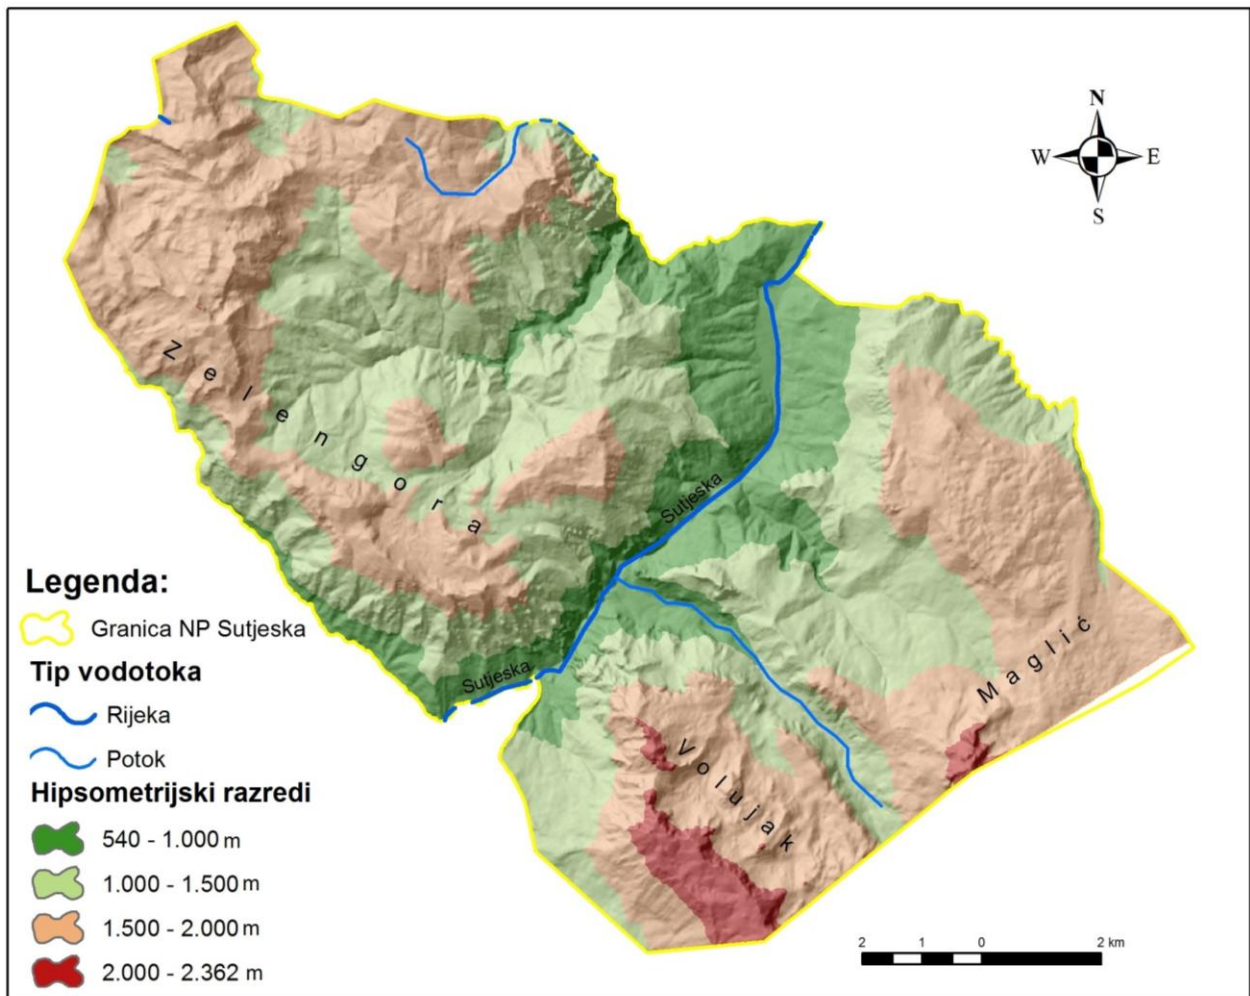 N
W E
S
Zelengora
Sutjeska
Sutjeska
Maglić
Volujak
Legenda:
Granica NP Sutjeska
Tip vodotoka
Rijeka
Potok
Hipsometrijski razredi
540 - 1.000 m
1.000 - 1.500 m
1.500 - 2.000 m
2.000 - 2.362 m
2 1 0 2 km